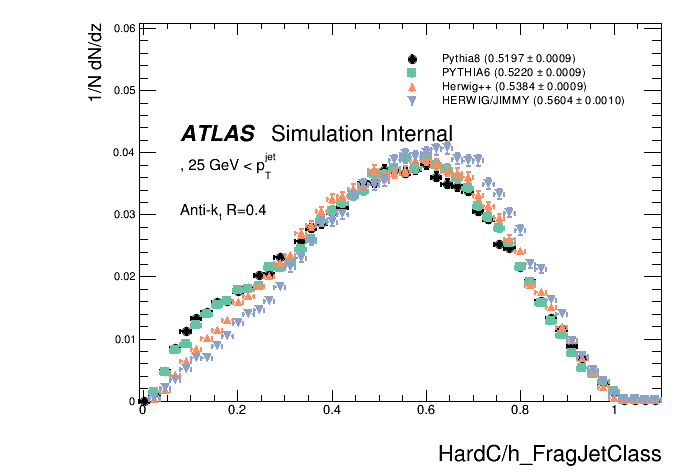 1/N dN/dz
0.06
0.05
0.04
0.03
0.02
0.01
0
Pythia8 (0.5197 ± 0.0009)
PYTHIA6 (0.5220 ± 0.0009)
Herwig++ (0.5384 ± 0.0009)
HERWIG/JIMMY (0.5604 ± 0.0010)
ATLAS Simulation Internal
, 25 GeV < p_T^jet
Anti-k_t R=0.4
0 0.2 0.4 0.6 0.8 1
HardC/h_FragJetClass